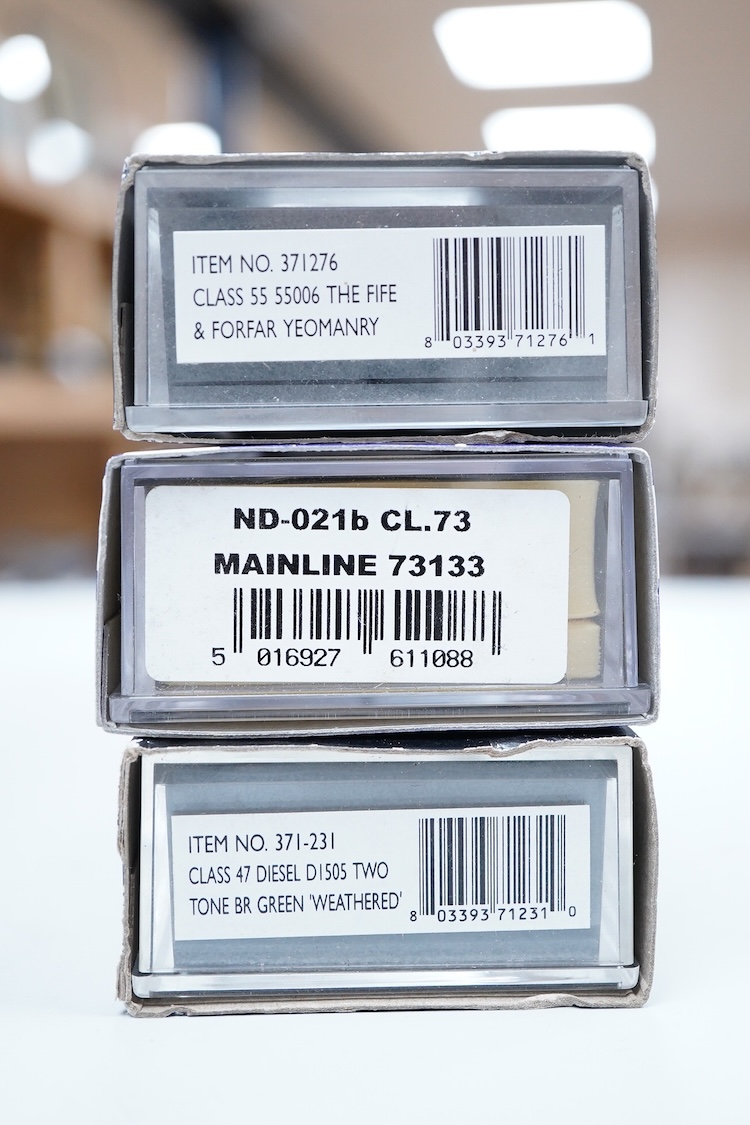 ITEM NO. 371276
CLASS 55 55006 THE FIFE
& FORFAR YEOMANRY
8 03393 71276 1
ND-021b CL.73
MAINLINE 73133
5 016927 611088
ITEM NO. 371-231
CLASS 47 DIESEL D1505 TWO
TONE BR GREEN 'WEATHERED'
8 03393 71231 0